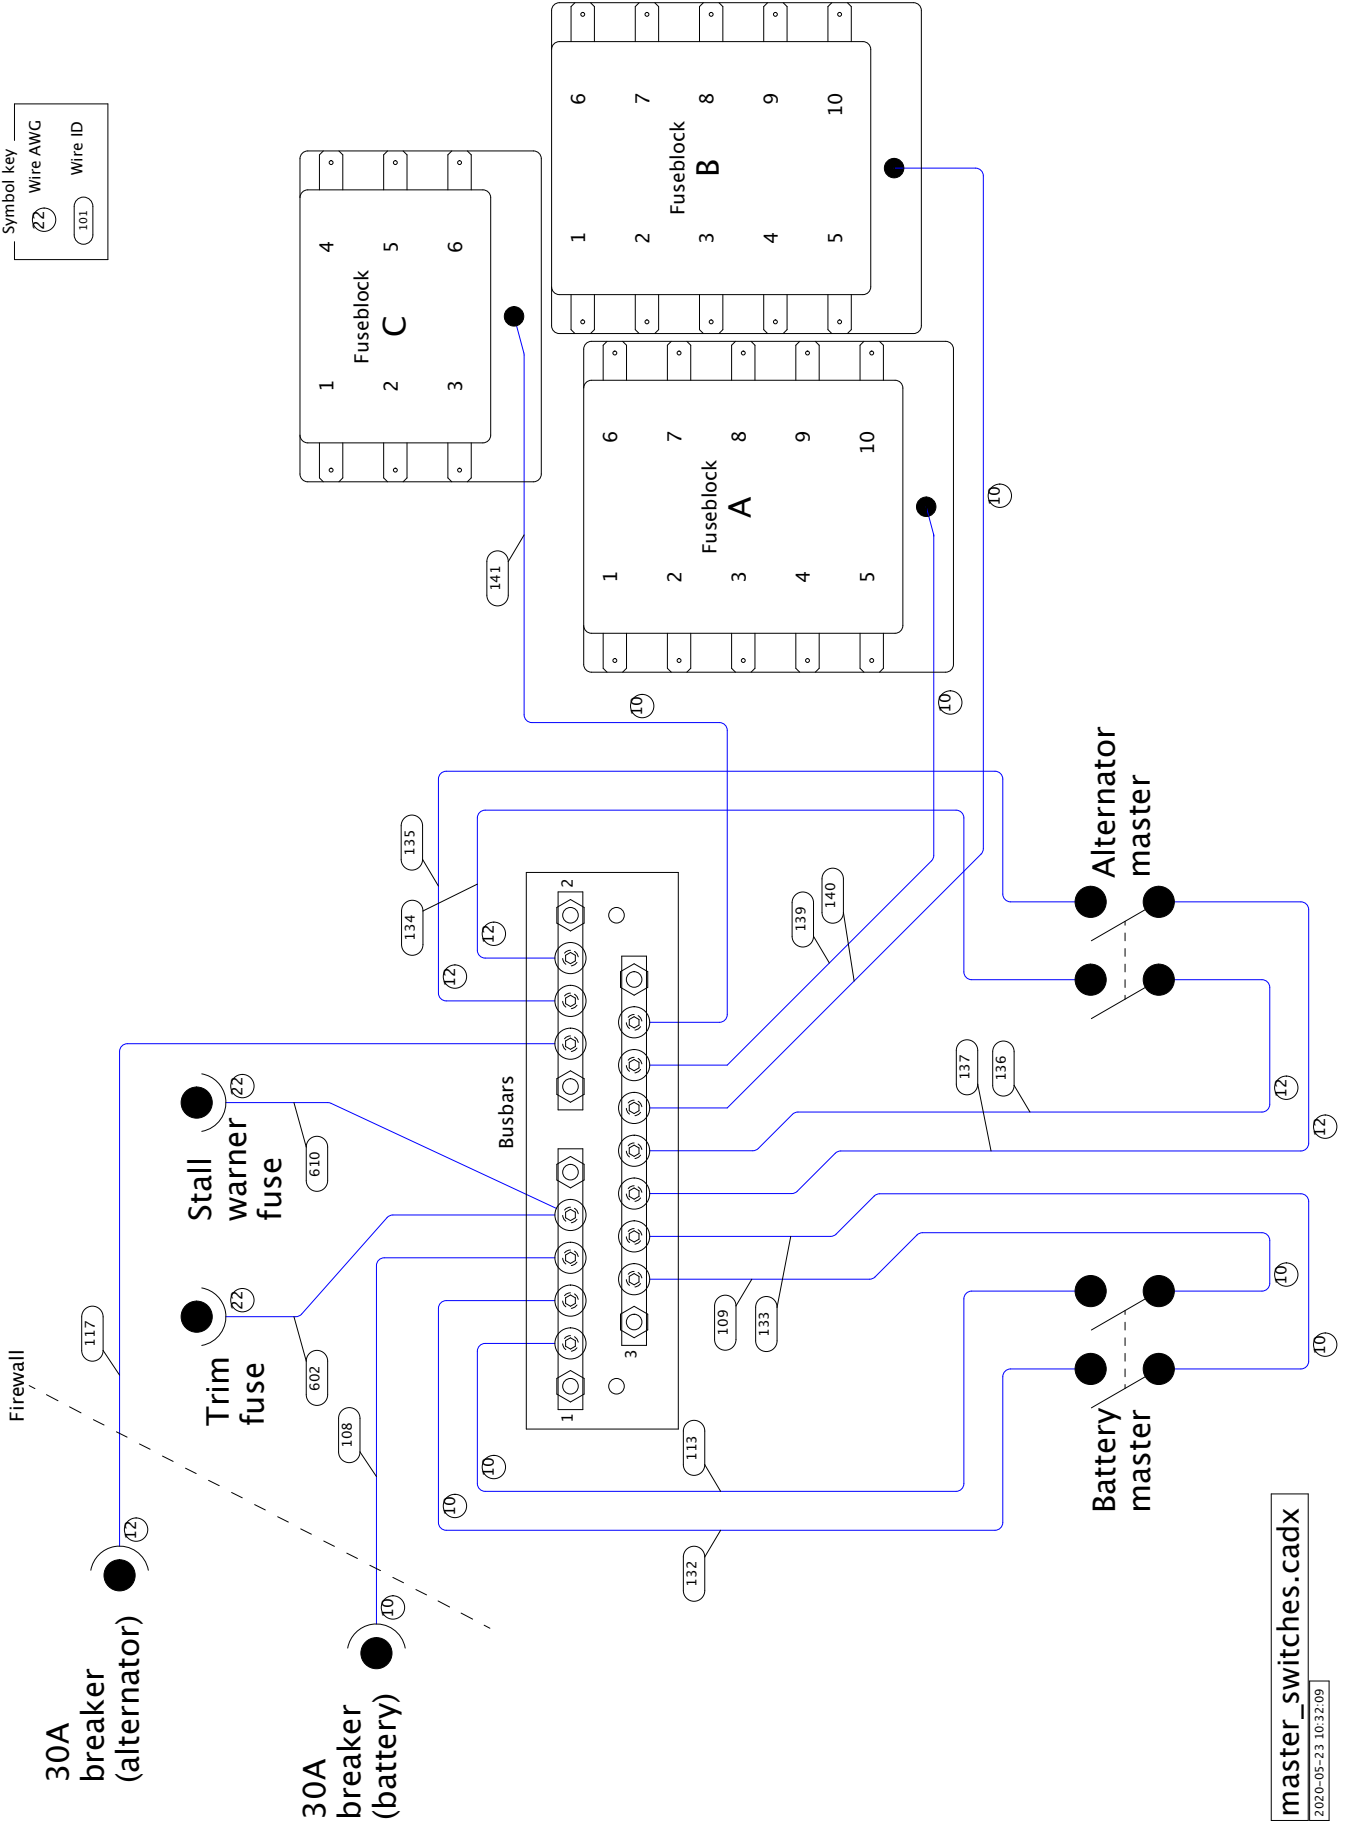 Symbol key
22 Wire AWG
101 Wire ID
Firewall
30A
breaker
(alternator)
12
117
30A
breaker
(battery)
10
108
Trim
fuse
22
602
Stall
warner
fuse
22
610
Busbars
1
2
3
10
10
12
12
134
135
132
113
109
133
137
136
139
140
141
10
10
10
Fuseblock
C
1
2
3
4
5
6
Fuseblock
B
1
2
3
4
5
6
7
8
9
10
Fuseblock
A
1
2
3
4
5
6
7
8
9
10
Battery
master
10
10
Alternator
master
12
12
master_switches.cadx
2020-05-23 10:32:09